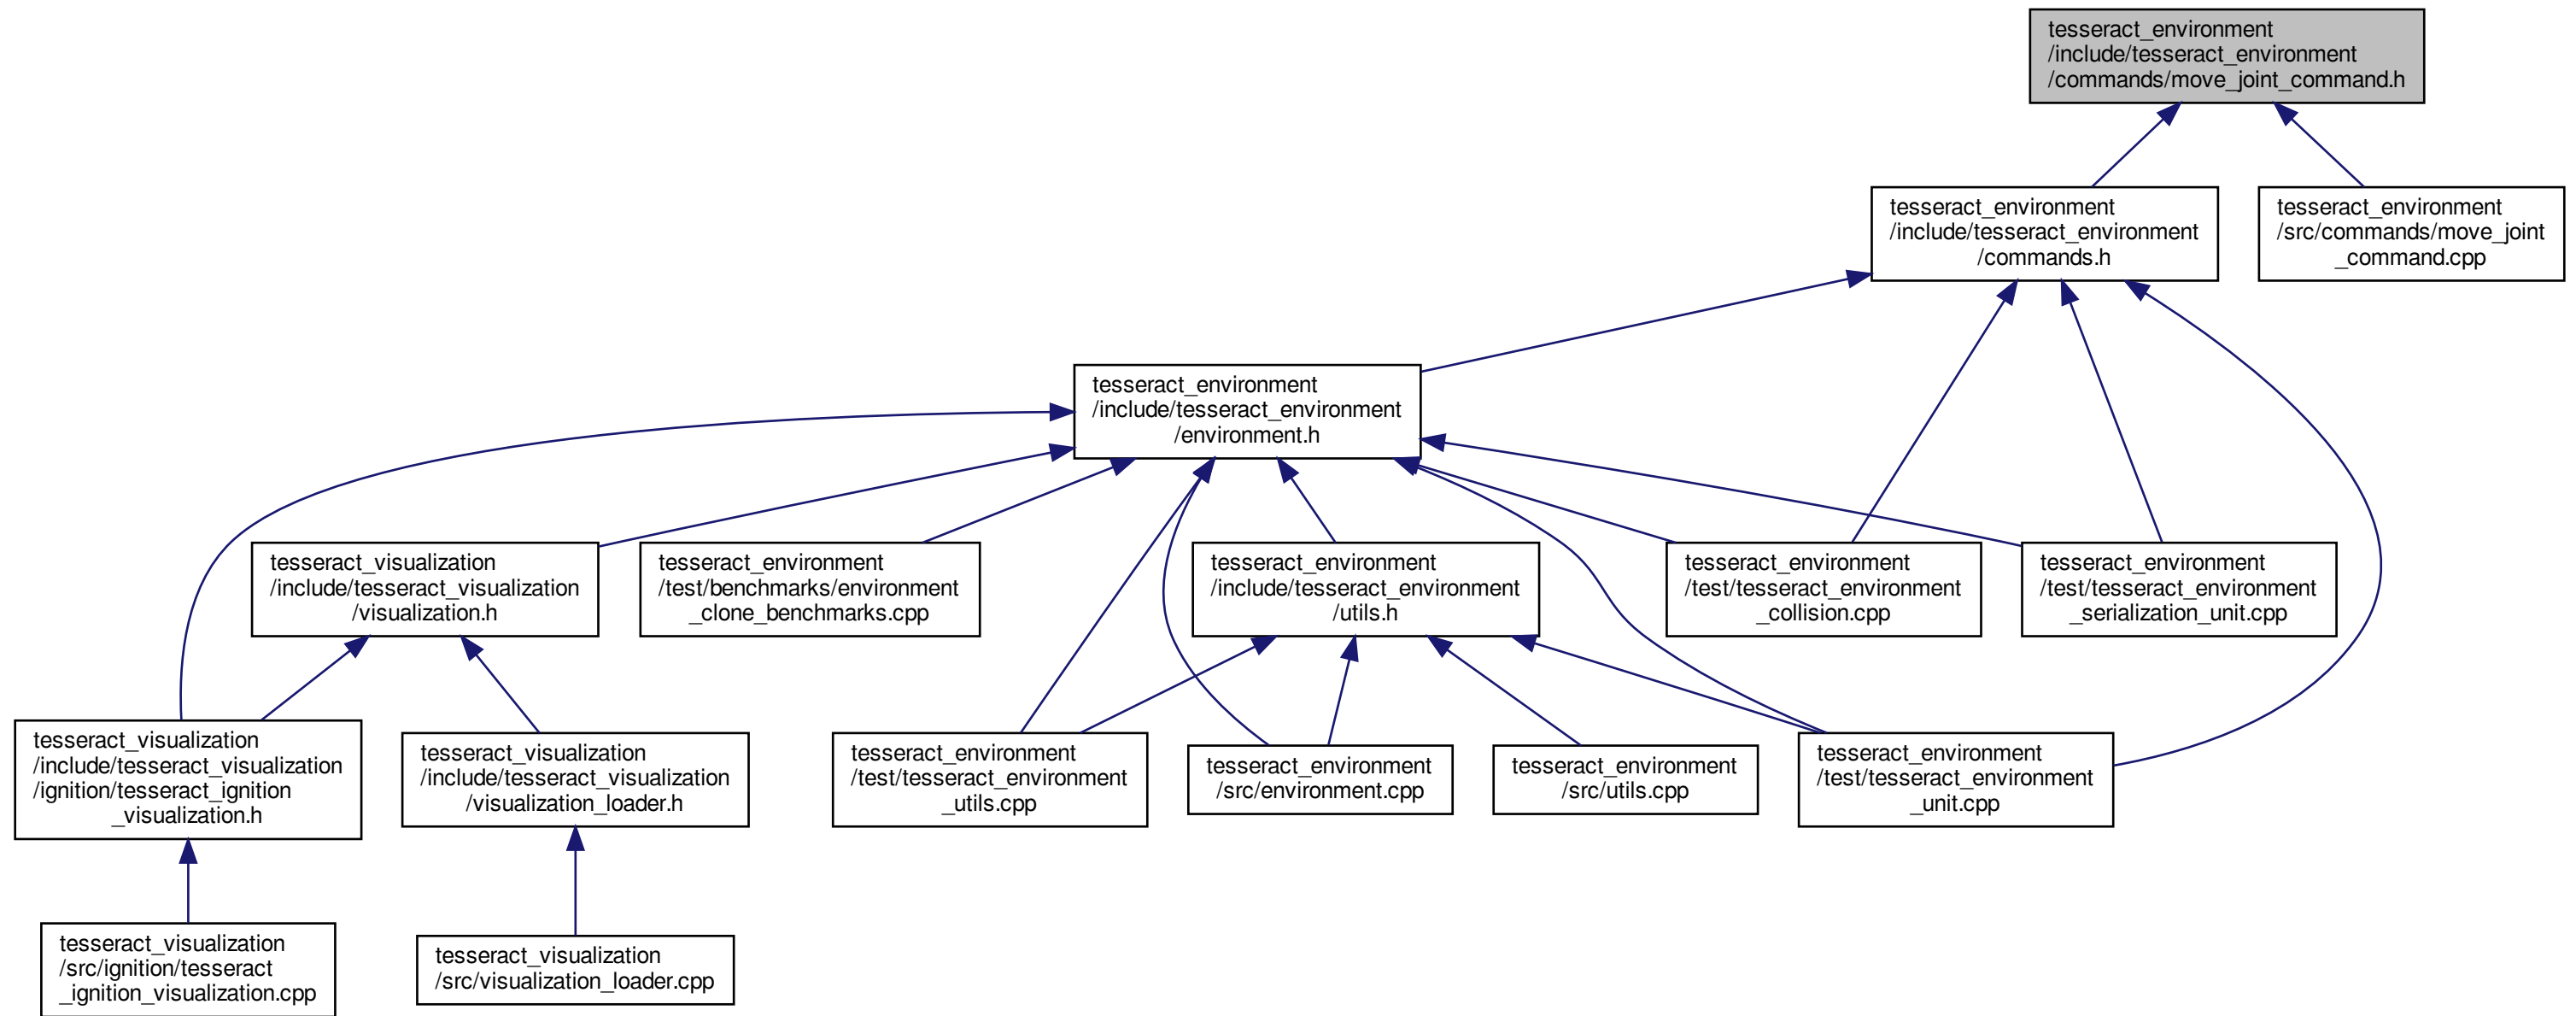 tesseract_environment
/include/tesseract_environment
/commands/move_joint_command.h
tesseract_environment
/include/tesseract_environment
/commands.h
tesseract_environment
/src/commands/move_joint
_command.cpp
tesseract_environment
/include/tesseract_environment
/environment.h
tesseract_visualization
/include/tesseract_visualization
/visualization.h
tesseract_environment
/test/benchmarks/environment
_clone_benchmarks.cpp
tesseract_environment
/include/tesseract_environment
/utils.h
tesseract_environment
/test/tesseract_environment
_collision.cpp
tesseract_environment
/test/tesseract_environment
_serialization_unit.cpp
tesseract_visualization
/include/tesseract_visualization
/ignition/tesseract_ignition
_visualization.h
tesseract_visualization
/include/tesseract_visualization
/visualization_loader.h
tesseract_environment
/test/tesseract_environment
_utils.cpp
tesseract_environment
/src/environment.cpp
tesseract_environment
/src/utils.cpp
tesseract_environment
/test/tesseract_environment
_unit.cpp
tesseract_visualization
/src/ignition/tesseract
_ignition_visualization.cpp
tesseract_visualization
/src/visualization_loader.cpp